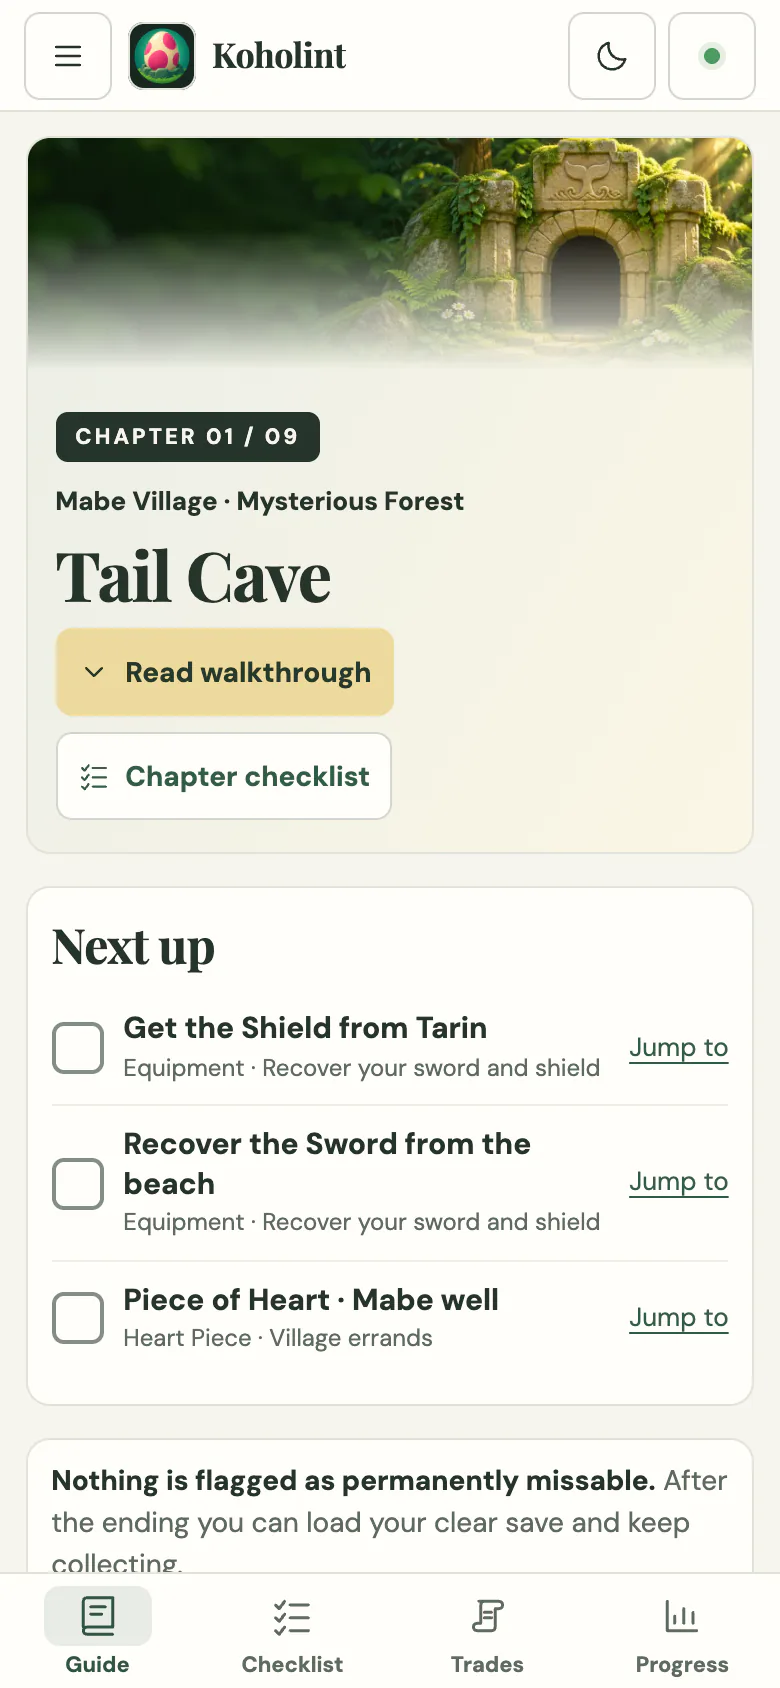 Koholint
CHAPTER 01 / 09
Mabe Village · Mysterious Forest
Tail Cave
Read walkthrough
Chapter checklist
Next up
Get the Shield from Tarin
Equipment · Recover your sword and shield
Jump to
Recover the Sword from the
beach
Equipment · Recover your sword and shield
Jump to
Piece of Heart · Mabe well
Heart Piece · Village errands
Jump to
Nothing is flagged as permanently missable. After
the ending you can load your clear save and keep
collecting.
Guide
Checklist
Trades
Progress